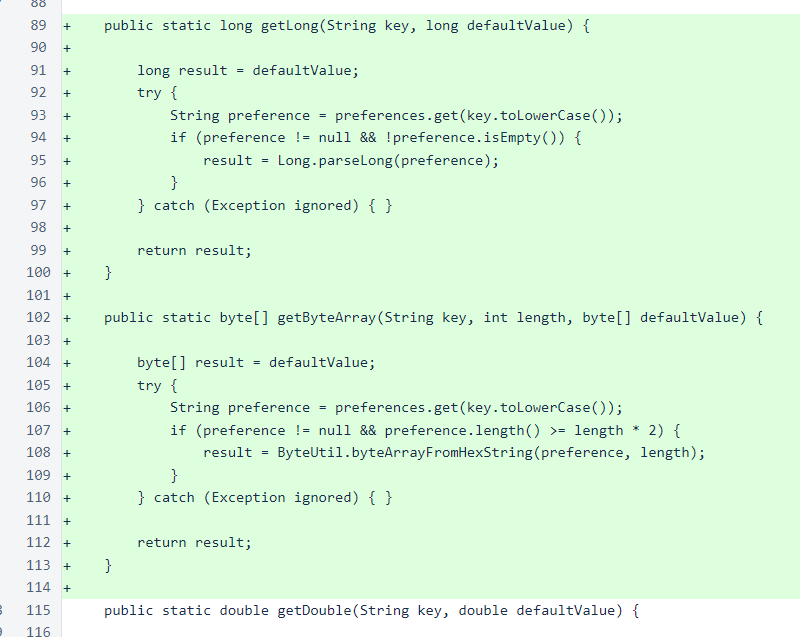 88
89 + public static long getLong(String key, long defaultValue) {
90 +
91 + long result = defaultValue;
92 + try {
93 + String preference = preferences.get(key.toLowerCase());
94 + if (preference != null && !preference.isEmpty()) {
95 + result = Long.parseLong(preference);
96 + }
97 + } catch (Exception ignored) { }
98 +
99 + return result;
100 + }
101 +
102 + public static byte[] getByteArray(String key, int length, byte[] defaultValue) {
103 +
104 + byte[] result = defaultValue;
105 + try {
106 + String preference = preferences.get(key.toLowerCase());
107 + if (preference != null && preference.length() >= length * 2) {
108 + result = ByteUtil.byteArrayFromHexString(preference, length);
109 + }
110 + } catch (Exception ignored) { }
111 +
112 + return result;
113 + }
114 +
115 public static double getDouble(String key, double defaultValue) {
116